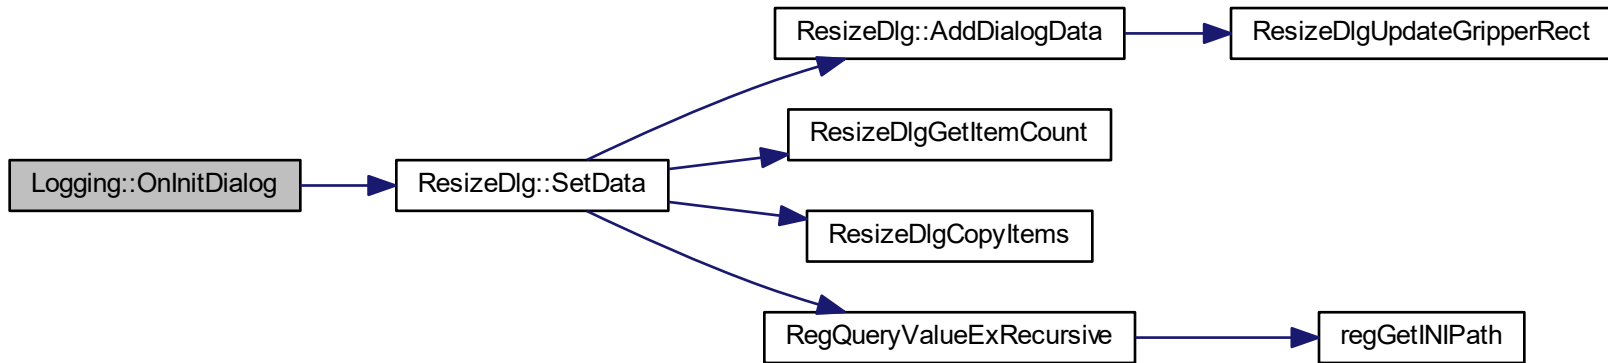 ResizeDlg::AddDialogData
ResizeDlgUpdateGripperRect
ResizeDlgGetItemCount
Logging::OnInitDialog
ResizeDlg::SetData
ResizeDlgCopyItems
RegQueryValueExRecursive
regGetINIPath